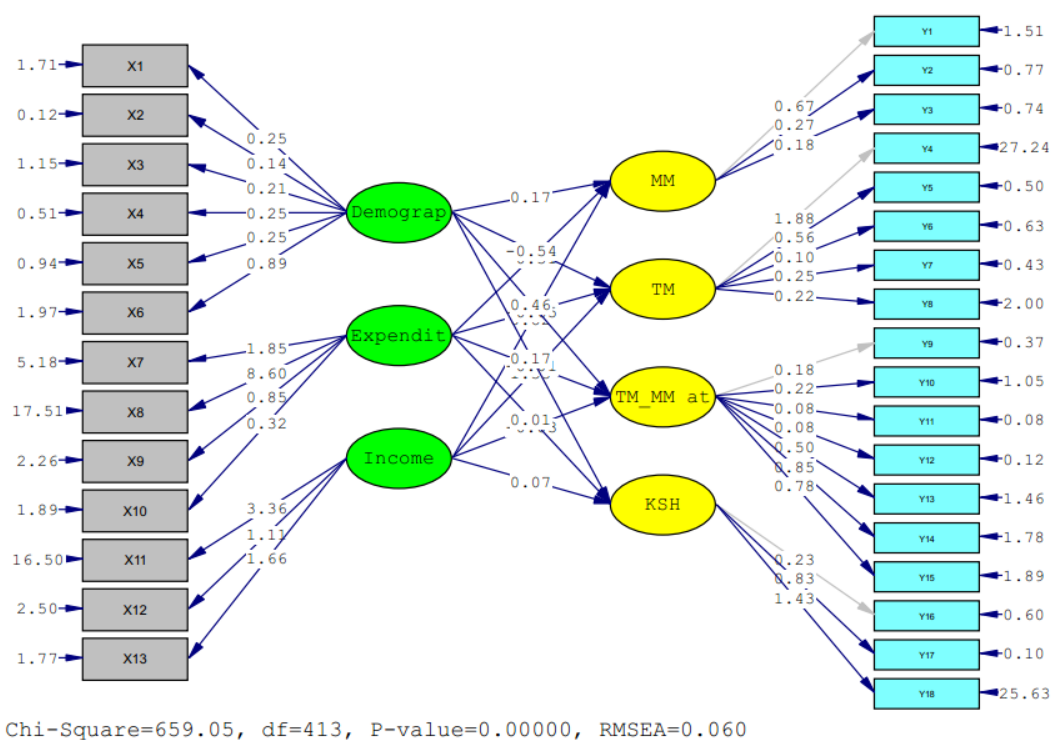 1.71 X1
0.12 X2
1.15 X3
0.51 X4
0.94 X5
1.97 X6
5.18 X7
17.51 X8
2.26 X9
1.89 X10
16.50 X11
2.50 X12
1.77 X13
0.25
0.14
0.21
0.25
0.25
0.89
1.85
8.60
0.85
0.32
3.36
1.11
1.66
Demograp
Expendit
Income
0.17
-0.54
0.46
0.17
0.01
0.07
MM
TM
TM_MM at
KSH
0.67
0.27
0.18
1.88
0.56
0.10
0.25
0.22
0.18
0.22
0.08
0.08
0.50
0.85
0.78
0.23
0.83
1.43
Y1 1.51
Y2 0.77
Y3 0.74
Y4 27.24
Y5 0.50
Y6 0.63
Y7 0.43
Y8 2.00
Y9 0.37
Y10 1.05
Y11 0.08
Y12 0.12
Y13 1.46
Y14 1.78
Y15 1.89
Y16 0.60
Y17 0.10
Y18 25.63
Chi-Square=659.05, df=413, P-value=0.00000, RMSEA=0.060